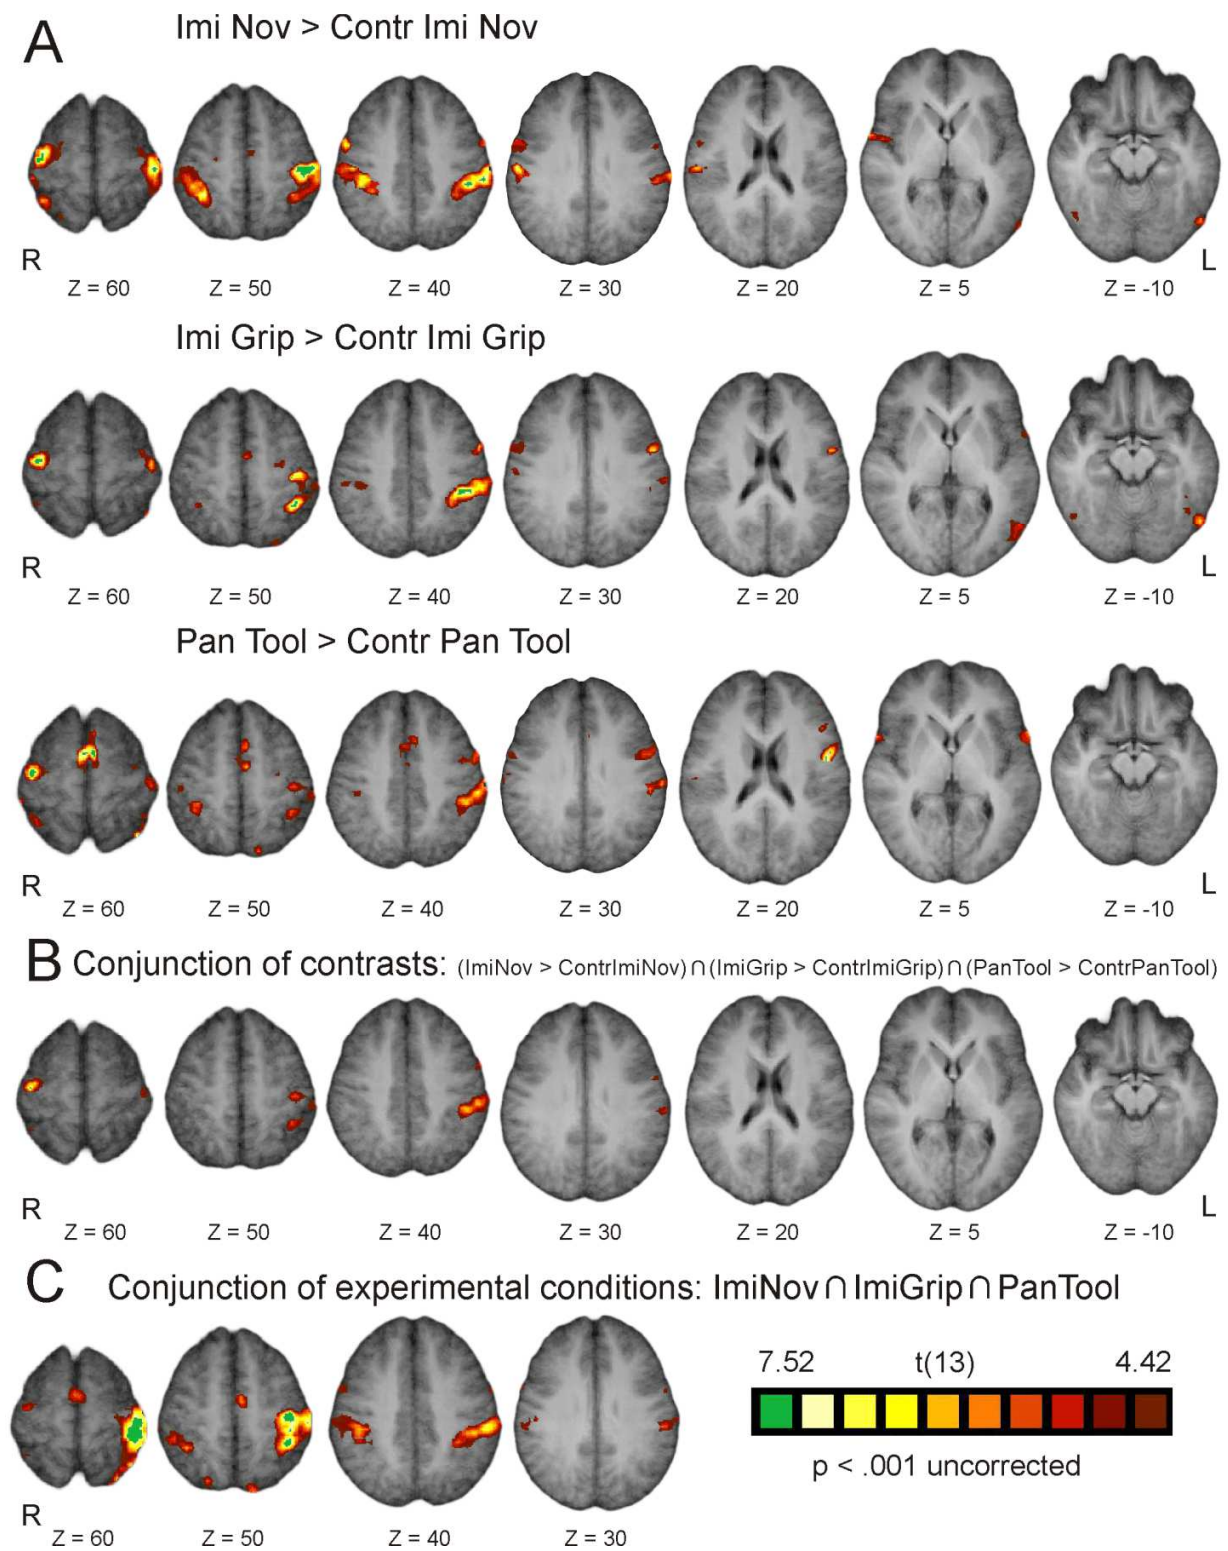 A
Imi Nov > Contr Imi Nov
R
L
Z = 60 Z = 50 Z = 40 Z = 30 Z = 20 Z = 5 Z = -10
Imi Grip > Contr Imi Grip
R
L
Z = 60 Z = 50 Z = 40 Z = 30 Z = 20 Z = 5 Z = -10
Pan Tool > Contr Pan Tool
R
L
Z = 60 Z = 50 Z = 40 Z = 30 Z = 20 Z = 5 Z = -10
B Conjunction of contrasts: (ImiNov > ContrImiNov)∩(ImiGrip > ContrImiGrip)∩(PanTool > ContrPanTool)
R
L
Z = 60 Z = 50 Z = 40 Z = 30 Z = 20 Z = 5 Z = -10
C Conjunction of experimental conditions: ImiNov∩ImiGrip∩PanTool
7.52 t(13) 4.42
p < .001 uncorrected
R
Z = 60 Z = 50 Z = 40 Z = 30